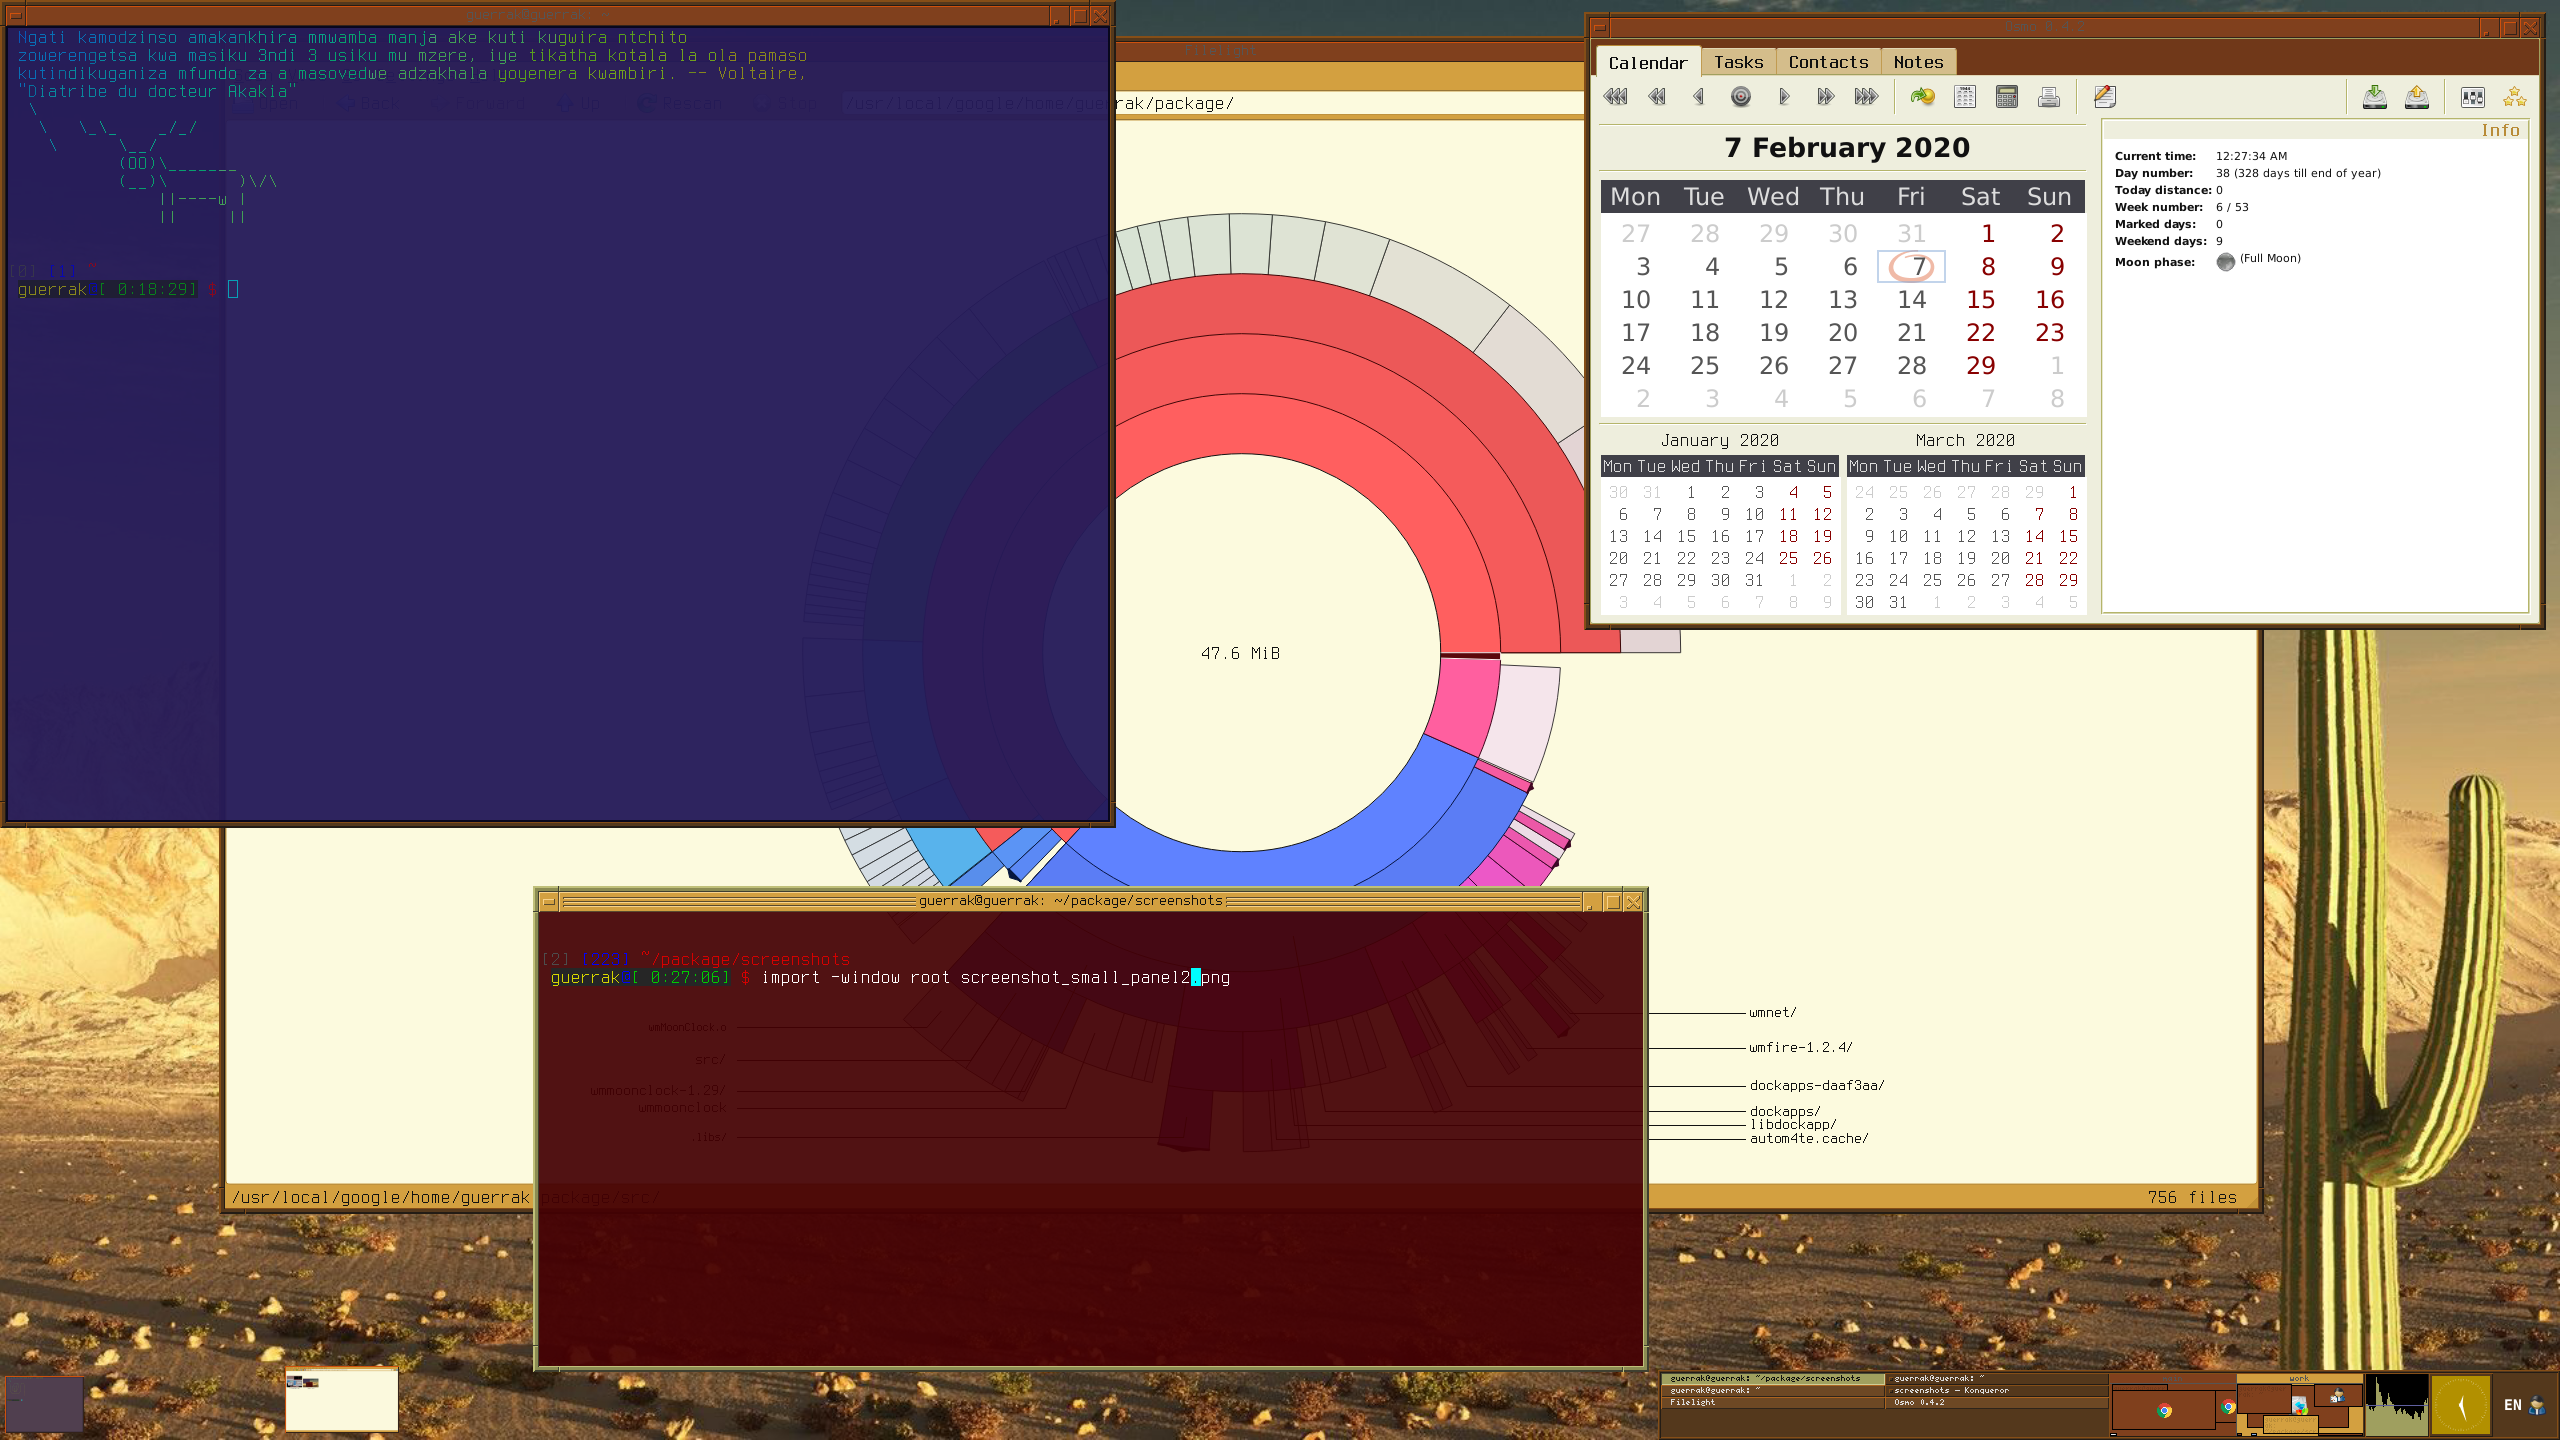 Ngati kamodzinso amakankhira mmwamba manja ake kuti kugwira ntchito
zowerengetsa kwa masiku 3ndi 3 usiku mu mzere, iye tikatha kotala la ola pamaso
kutindikuganiza mfundo za a masovedwe adzakhala yoyenera kwambiri. -- Voltaire,
"Diatribe du docteur Akakia"
\
\ \_\_ _/_/
\ \__/
(OO)\_______
(__)\ )\/\
||----w |
|| ||
[0] [1] ~
guerrak [ 0:18:29] $
Filelight
Back Forward Up Rescan Stop /usr/local/google/home/guerrak/package/
47.6 MiB
wmMoonClock.o
src/
wmmoonclock-1.29/
wmmoonclock
.libs/
wmnet/
wmfire-1.2.4/
dockapps-daaf3aa/
dockapps/
libdockapp/
autom4te.cache/
/usr/local/google/home/guerrak package/src/
756 files
Osmo 0.4.2
Calendar Tasks Contacts Notes
7 February 2020
Mon Tue Wed Thu Fri Sat Sun
27 28 29 30 31 1 2
3 4 5 6 7 8 9
10 11 12 13 14 15 16
17 18 19 20 21 22 23
24 25 26 27 28 29 1
2 3 4 5 6 7 8
January 2020
Mon Tue Wed Thu Fri Sat Sun
30 31 1 2 3 4 5
6 7 8 9 10 11 12
13 14 15 16 17 18 19
20 21 22 23 24 25 26
27 28 29 30 31 1 2
3 4 5 6 7 8 9
March 2020
Mon Tue Wed Thu Fri Sat Sun
24 25 26 27 28 29 1
2 3 4 5 6 7 8
9 10 11 12 13 14 15
16 17 18 19 20 21 22
23 24 25 26 27 28 29
30 31 1 2 3 4 5
Info
Current time: 12:27:34 AM
Day number: 38 (328 days till end of year)
Today distance: 0
Week number: 6 / 53
Marked days: 0
Weekend days: 9
Moon phase: (Full Moon)
guerrak@guerrak: ~/package/screenshots
[2] ~/package/screenshots
guerrak [ 0:27:06] $ import -window root screenshot_small_panel2.png
guerrak@guerrak: ~/package/screenshots
guerrak@guerrak: ~
guerrak@guerrak: ~
screenshots — Konqueror
Filelight
Osmo 0.4.2
work
EN